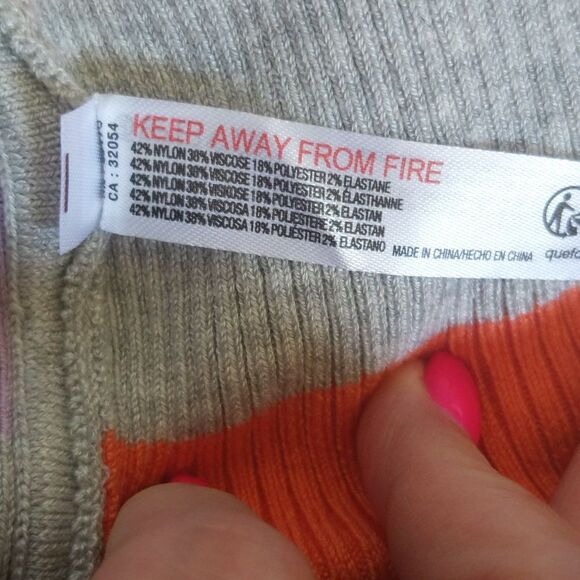 KEEP AWAY FROM FIRE
42% NYLON 38% VISCOSE 18% POLYESTER 2% ELASTANE
42% NYLON 38% VISCOSE 18% POLYESTER 2% ÉLASTHANNE
42% NYLON 38% VISKOSE 18% POLYESTER 2% ELASTAN
42% NYLON 38% VISCOSA 18% POLIESTERE 2% ELASTAN
42% NYLON 38% VISCOSA 18% POLIÉSTER 2% ELASTANO
MADE IN CHINA/HECHO EN CHINA
CA : 32054